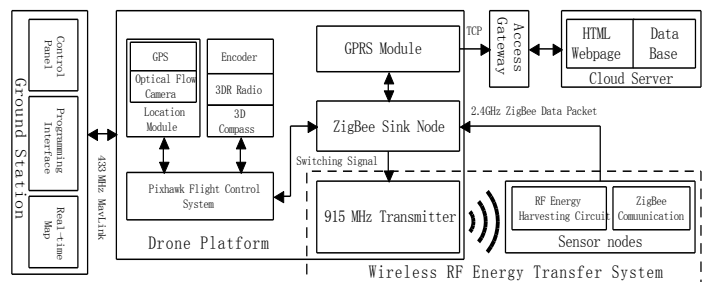 Ground Station
Control
Panel
Programming
Interface
Real-time
Map
433 MHz MavLink
GPS
Optical Flow
Camera
Location
Module
Encoder
3DR Radio
3D
Compass
Pixhawk Flight Control
System
Drone Platform
GPRS Module
ZigBee Sink Node
Switching Signal
915 MHz Transmitter
TCP
Access
Gateway
HTML
Webpage
Data
Base
Cloud Server
2.4GHz ZigBee Data Packet
RF Energy
Harvesting Circuit
ZigBee
Comuunication
Sensor nodes
Wireless RF Energy Transfer System